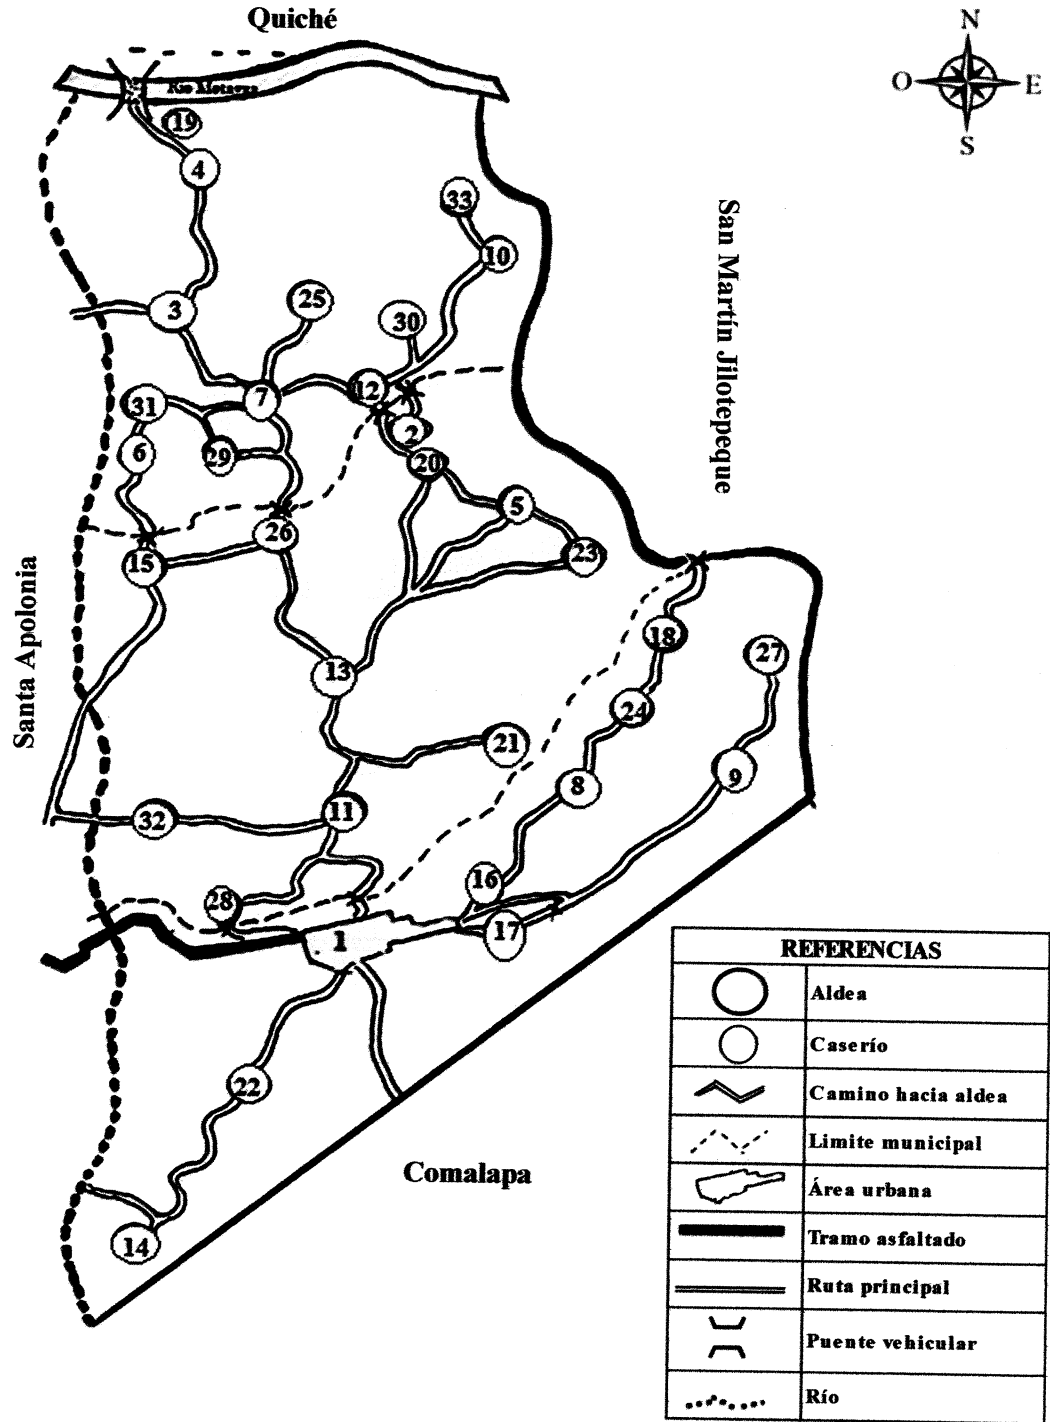 Quiché
N
O
E
S
Río Motagua
19
4
33
10
San Martín Jilotepeque
3
25
30
12
7
31
2
6
29
20
5
26
23
15
Santa Apolonia
18
27
13
24
21
9
8
32
11
16
28
17
1
22
14
Comalapa
REFERENCIAS
Aldea
Caserío
Camino hacia aldea
Limite municipal
Área urbana
Tramo asfaltado
Ruta principal
Puente vehicular
Río